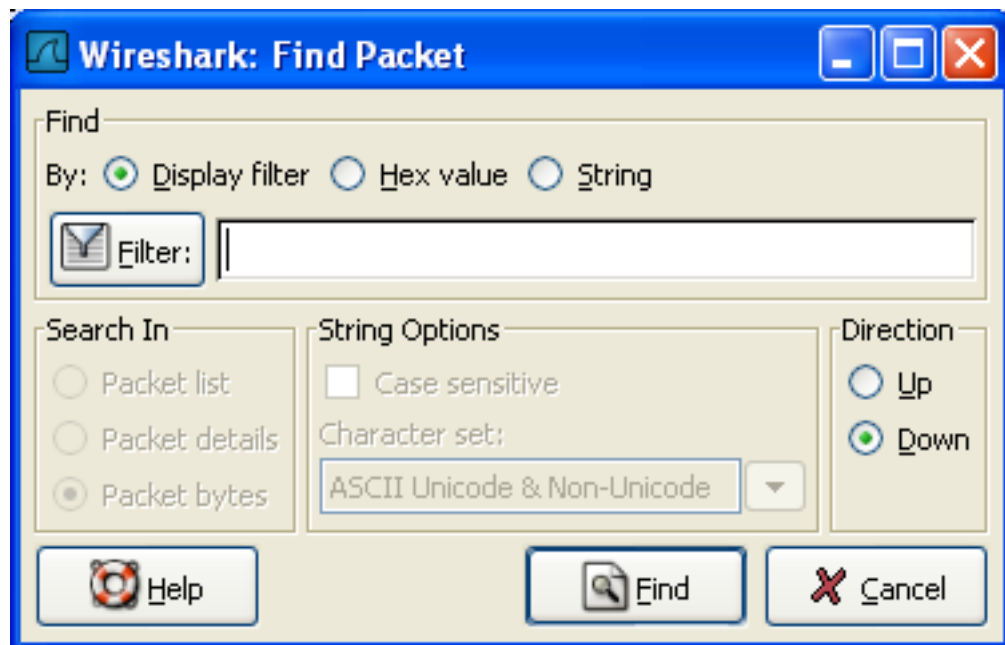 Wireshark: Find Packet
Find
By: Display filter Hex value String
Filter:
Search In
Packet list
Packet details
Packet bytes
String Options
Case sensitive
Character set:
ASCII Unicode & Non-Unicode
Direction
Up
Down
Help Find Cancel